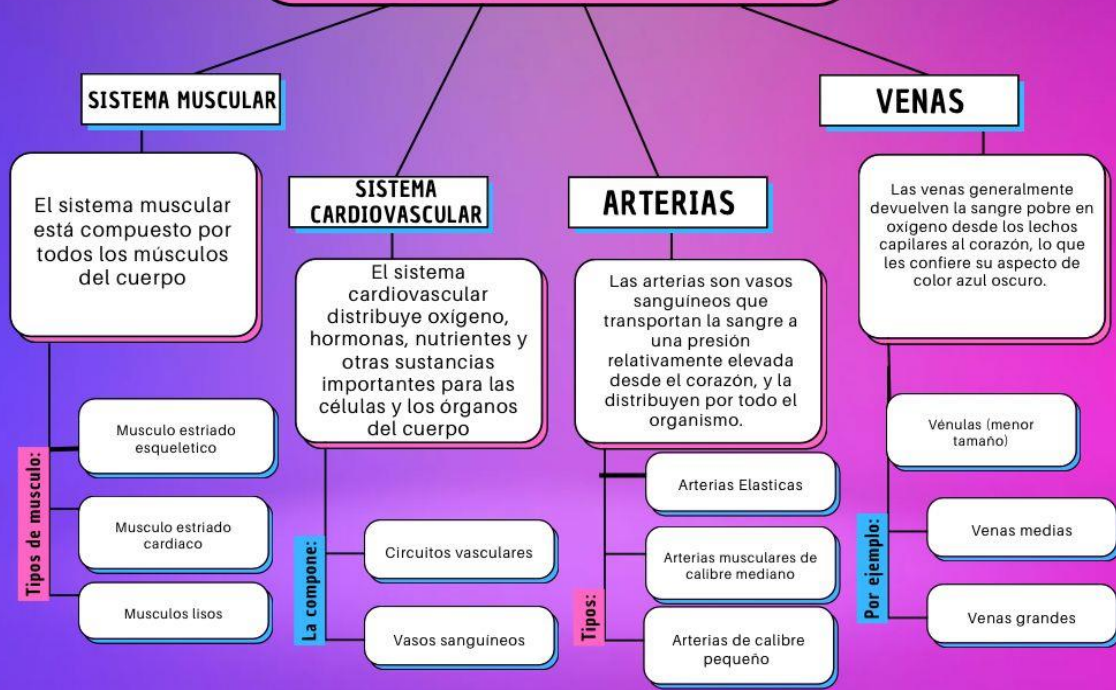 SISTEMA MUSCULAR
El sistema muscular
está compuesto por
todos los músculos
del cuerpo
Tipos de musculo:
Musculo estriado
esqueletico
Musculo estriado
cardiaco
Musculos lisos
SISTEMA
CARDIOVASCULAR
El sistema
cardiovascular
distribuye oxígeno,
hormonas, nutrientes y
otras sustancias
importantes para las
células y los órganos
del cuerpo
La compone:
Circuitos vasculares
Vasos sanguíneos
ARTERIAS
Las arterias son vasos
sanguíneos que
transportan la sangre a
una presión
relativamente elevada
desde el corazón, y la
distribuyen por todo el
organismo.
Tipos:
Arterias Elasticas
Arterias musculares de
calibre mediano
Arterias de calibre
pequeño
VENAS
Las venas generalmente
devuelven la sangre pobre en
oxígeno desde los lechos
capilares al corazón, lo que
les confiere su aspecto de
color azul oscuro.
Por ejemplo:
Vénulas (menor
tamaño)
Venas medias
Venas grandes